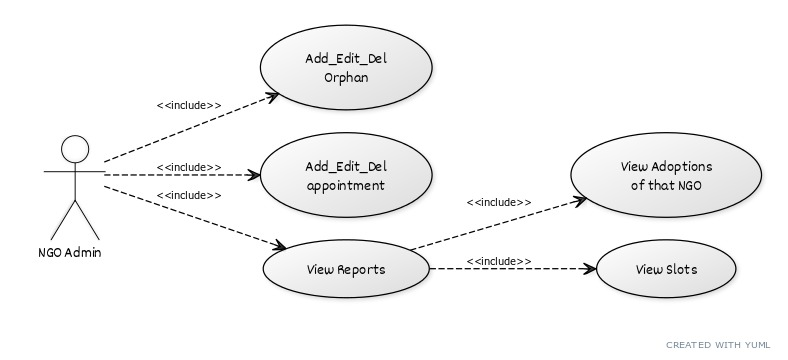 Add_Edit_Del
Orphan
<<include>>
<<include>>
Add_Edit_Del
appointment
<<include>>
NGO Admin
View Reports
<<include>>
View Adoptions
of that NGO
<<include>>
View Slots
CREATED WITH YUML